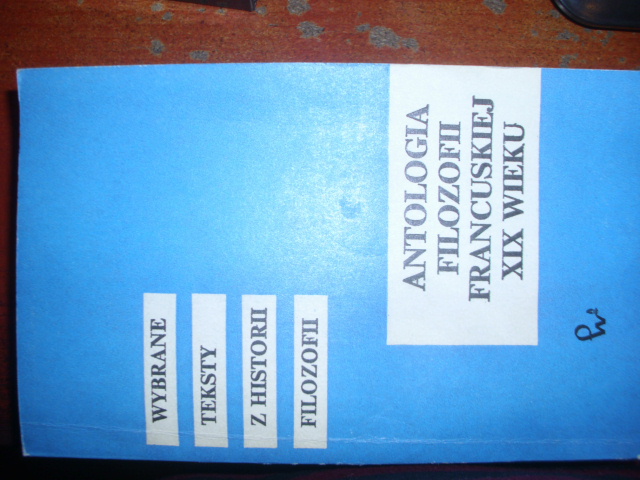 WYBRANE
TEKSTY
Z HISTORII
FILOZOFII
ANTOLOGIA
FILOZOFII
FRANCUSKIEJ
XIX WIEKU